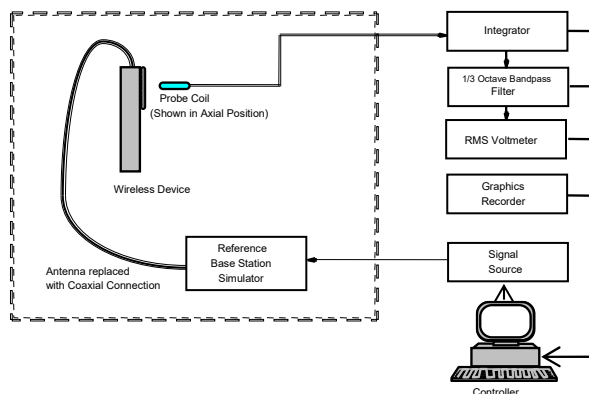 Integrator
1/3 Octave Bandpass
Filter
RMS Voltmeter
Graphics
Recorder
Probe Coil
(Shown in Axial Position)
Wireless Device
Reference
Base Station
Simulator
Antenna replaced
with Coaxial Connection
Signal
Source
Controller